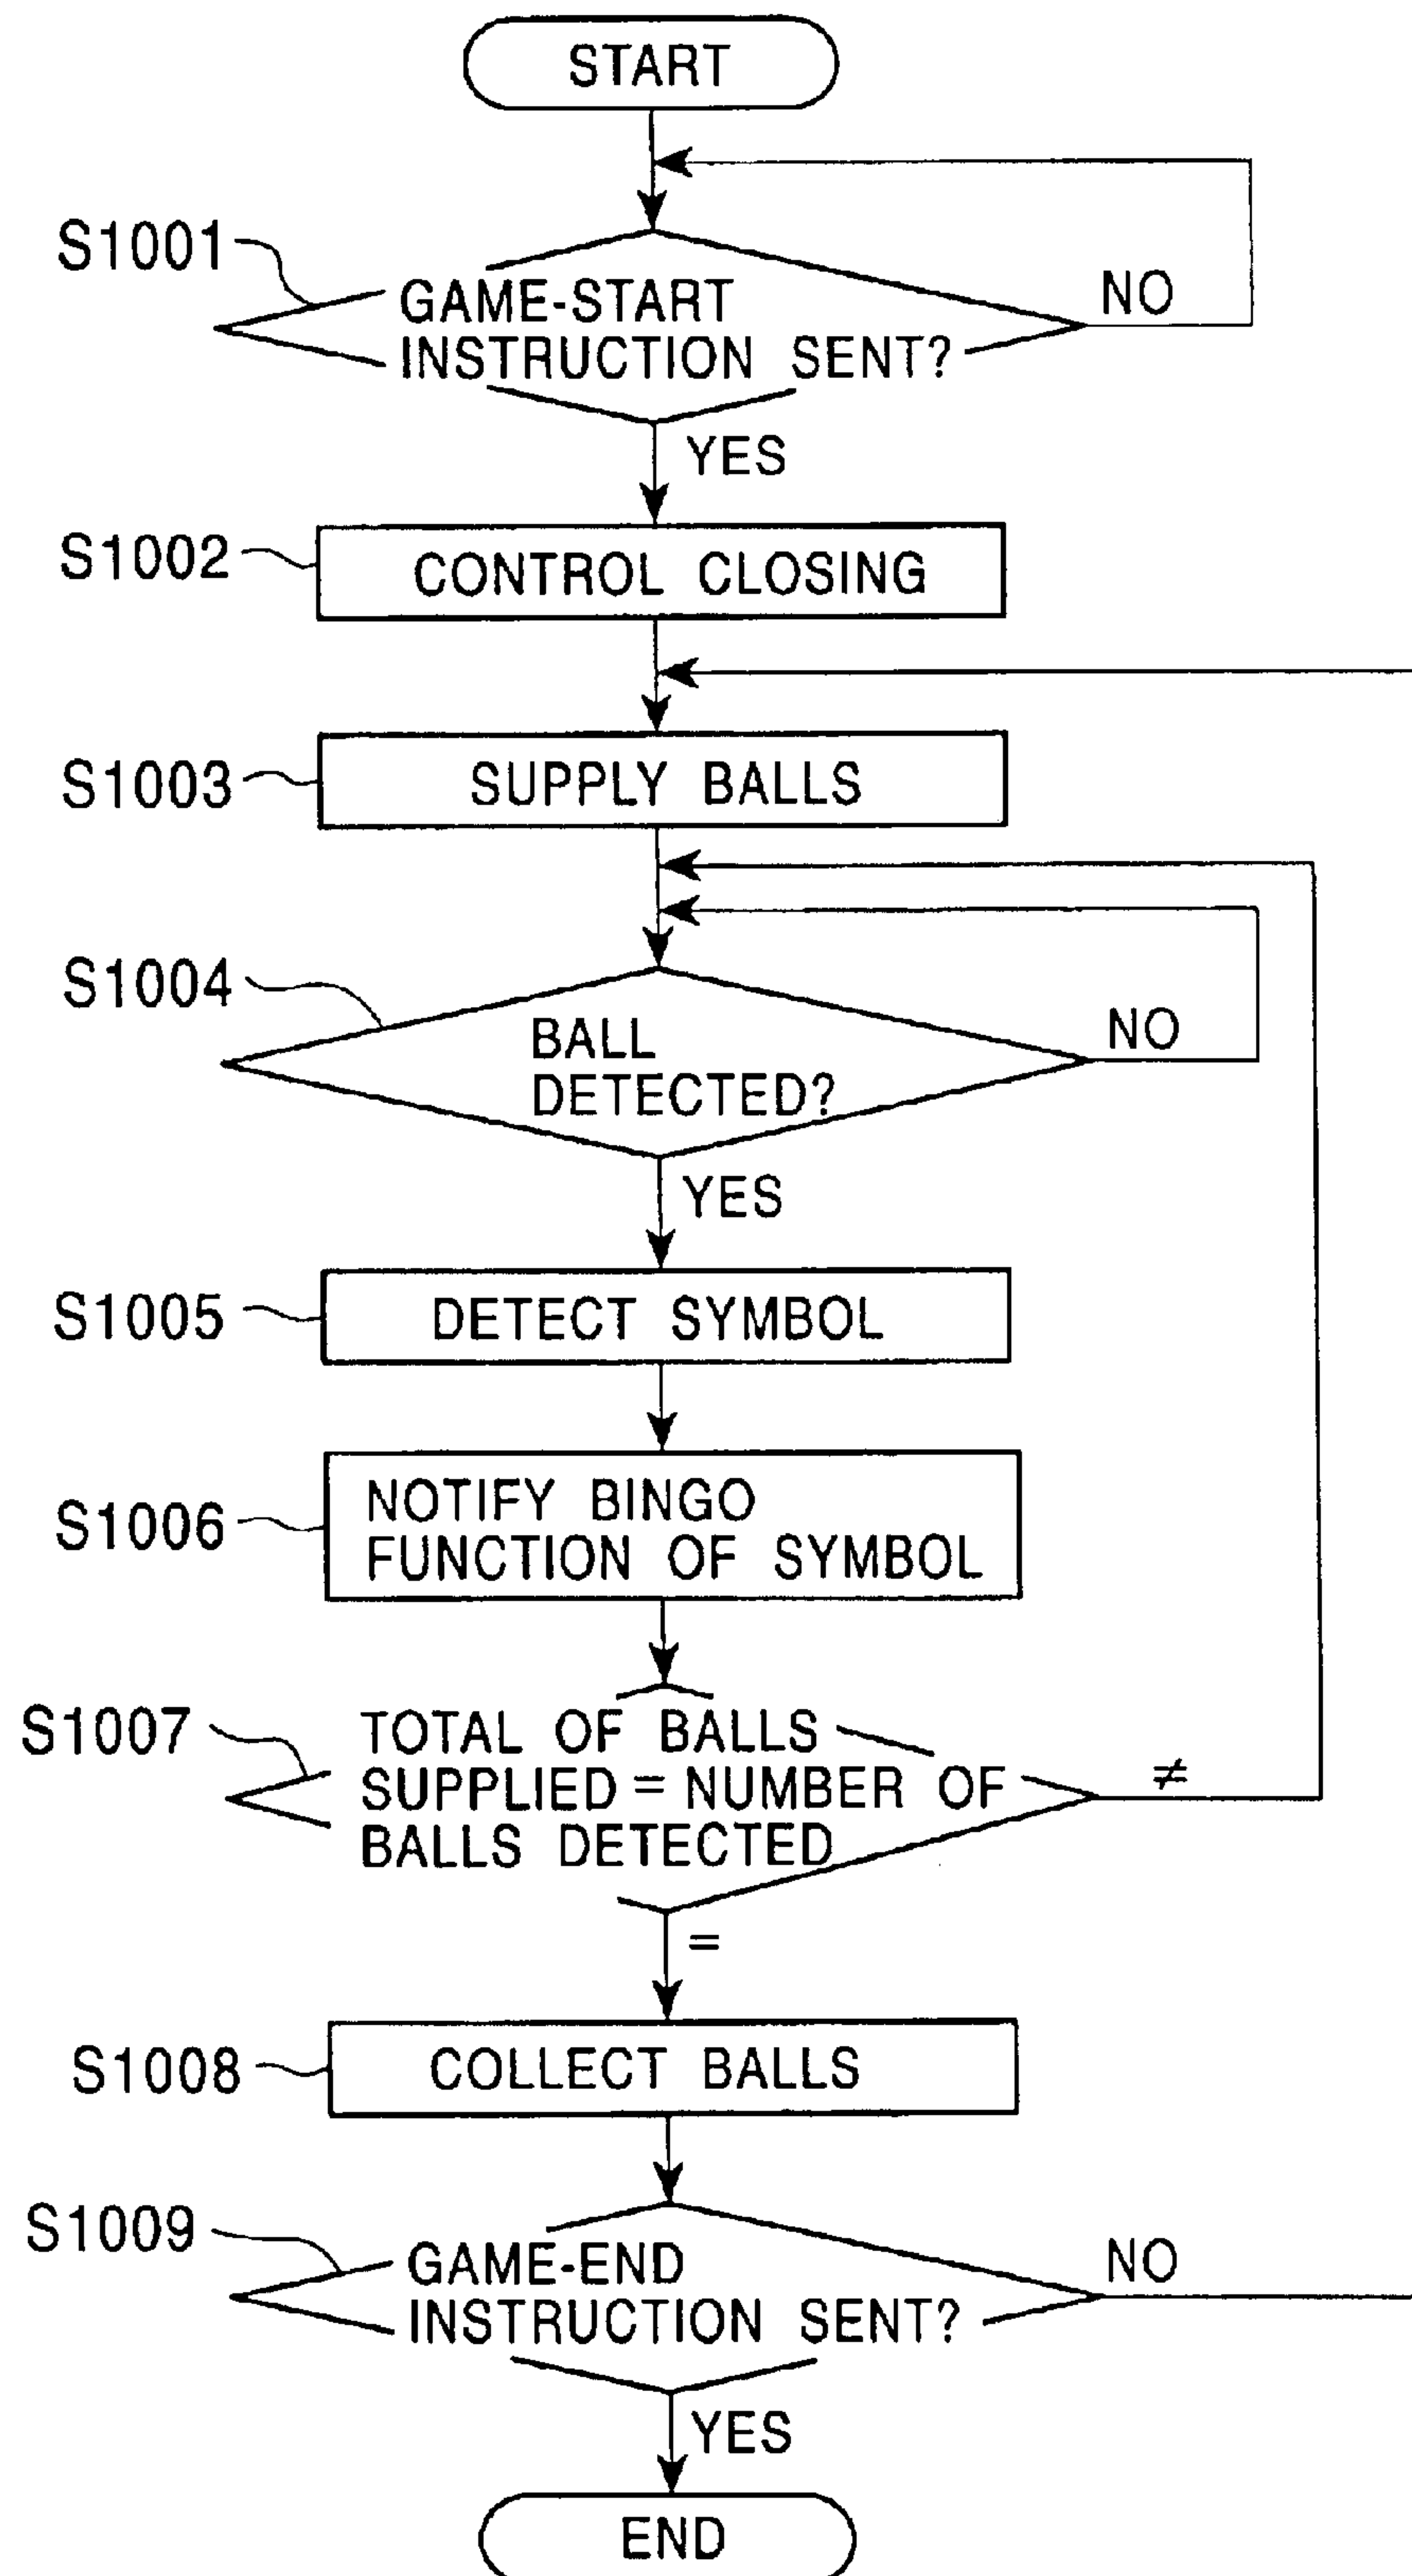 START
S1001
GAME-START
INSTRUCTION SENT?
NO
YES
S1002
CONTROL CLOSING
S1003
SUPPLY BALLS
S1004
BALL
DETECTED?
NO
YES
S1005
DETECT SYMBOL
S1006
NOTIFY BINGO
FUNCTION OF SYMBOL
S1007
TOTAL OF BALLS
SUPPLIED = NUMBER OF
BALLS DETECTED
≠
=
S1008
COLLECT BALLS
S1009
GAME-END
INSTRUCTION SENT?
NO
YES
END